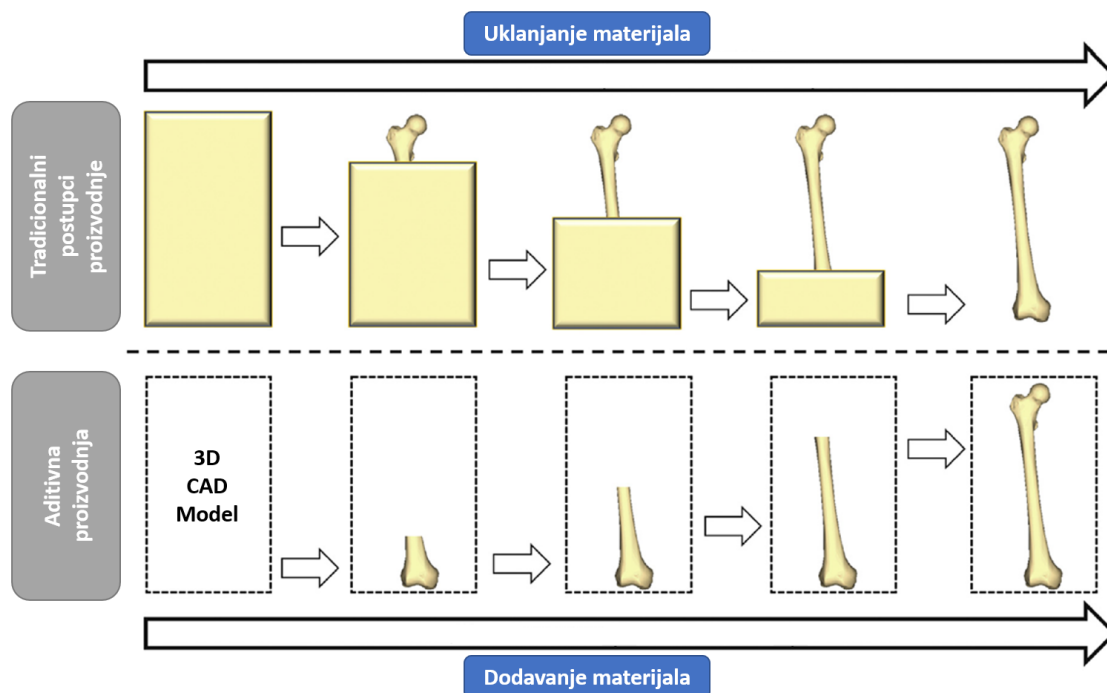 Uklanjanje materijala
Tradicionalni
postupci
proizvodnje
Aditivna
proizvodnja
3D
CAD
Model
Dodavanje materijala